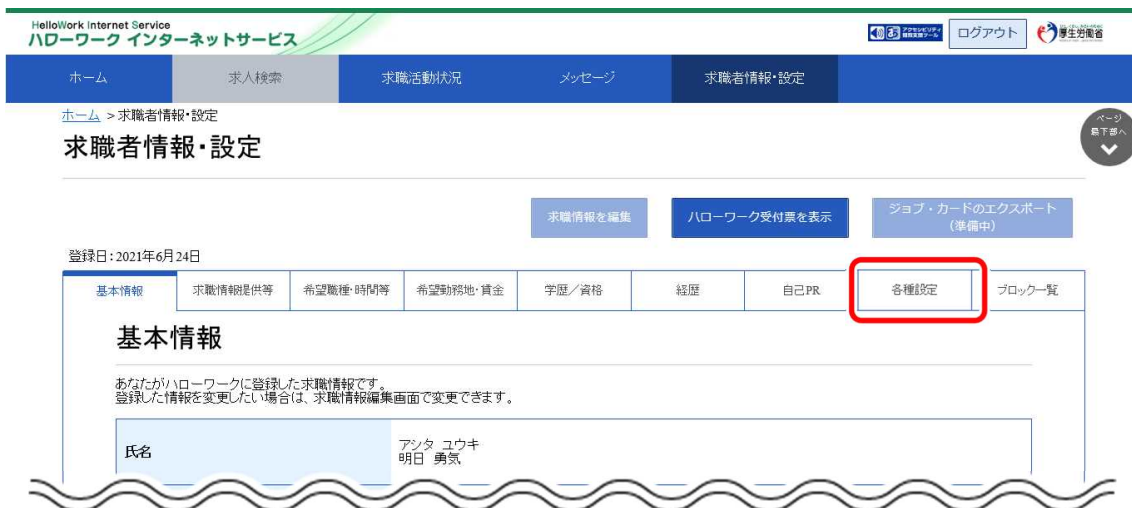 HelloWork Internet Service
ハローワーク インターネットサービス
ログアウト
厚生労働省
ホーム
求人検索
求職活動状況
メッセージ
求職者情報・設定
ホーム >求職者情報・設定
ページ
最下部へ
求職者情報・設定
求職情報を編集
ハローワーク受付票を表示
ジョブ・カードのエクスポート
(準備中)
登録日:2021年6月24日
基本情報
求職情報提供等
希望職種・時間等
希望勤務地・賃金
学歴／資格
経歴
自己PR
各種設定
ブロック一覧
基本情報
あなたがハローワークに登録した求職情報です。
登録した情報を変更したい場合は、求職情報編集画面で変更できます。
氏名
アシタ ユウキ
明日 勇気